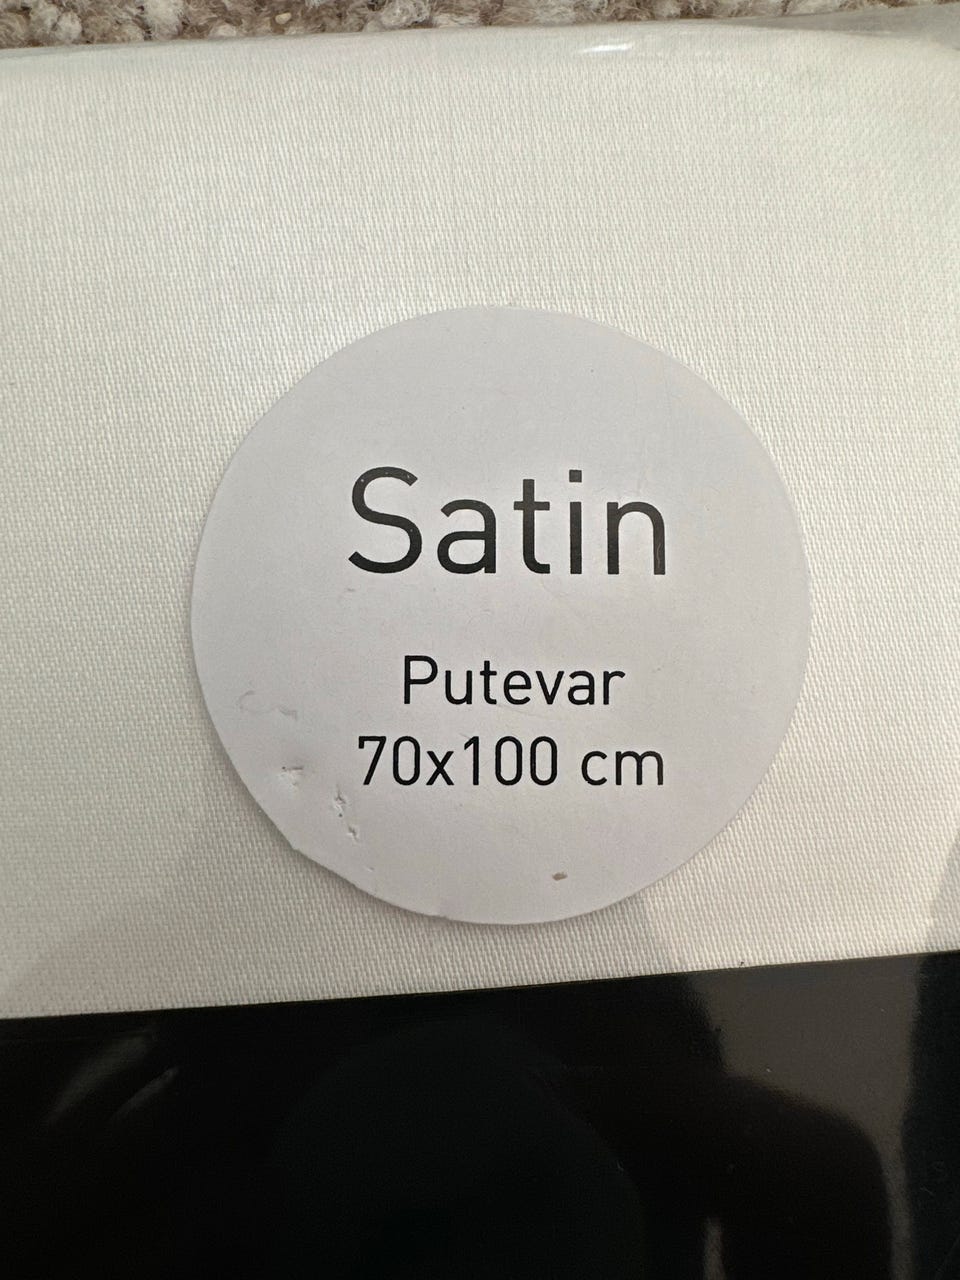 Satin
Putevar
70x100 cm